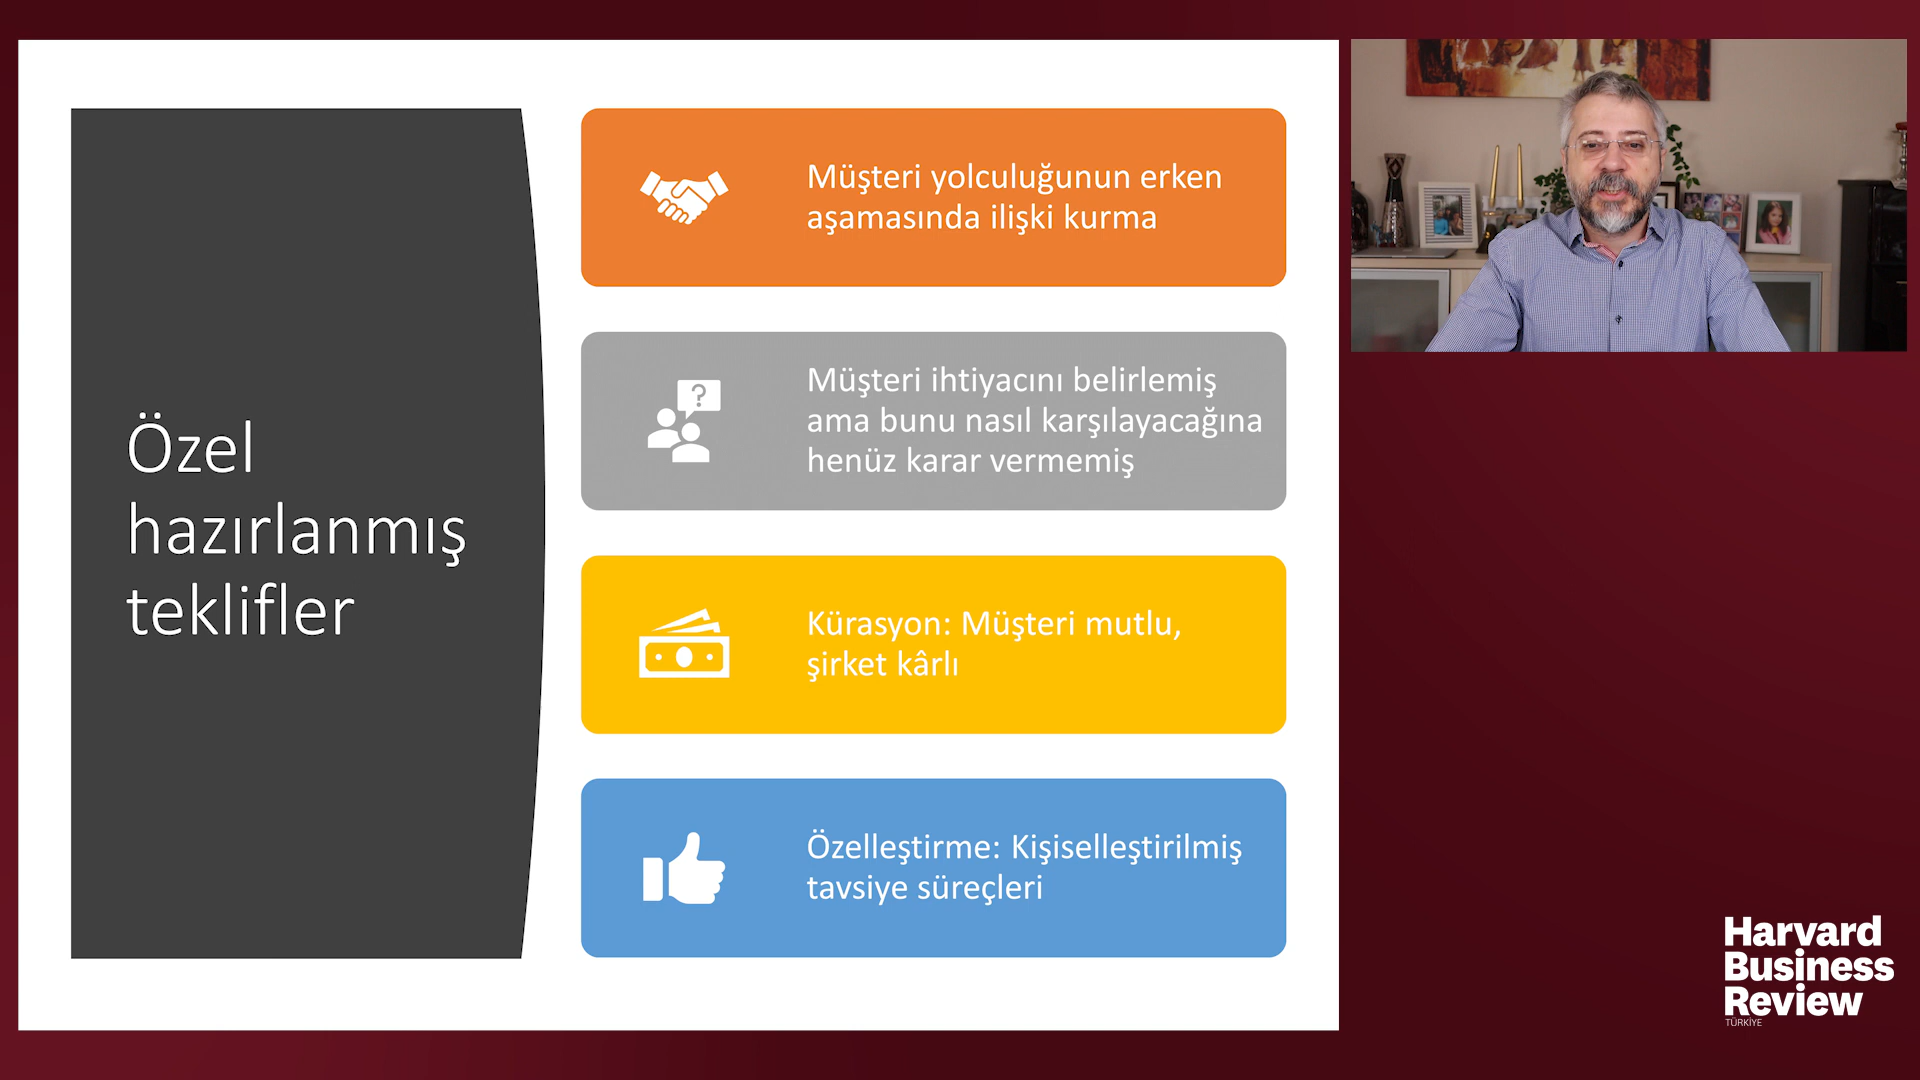 Özel
hazırlanmış
teklifler
Müşteri yolculuğunun erken
aşamasında ilişki kurma
?
Müşteri ihtiyacını belirlemiş
ama bunu nasıl karşılayacağına
henüz karar vermemiş
Kürasyon: Müşteri mutlu,
şirket kârlı
Özelleştirme: Kişiselleştirilmiş
tavsiye süreçleri
Harvard
Business
Review
TÜRKİYE